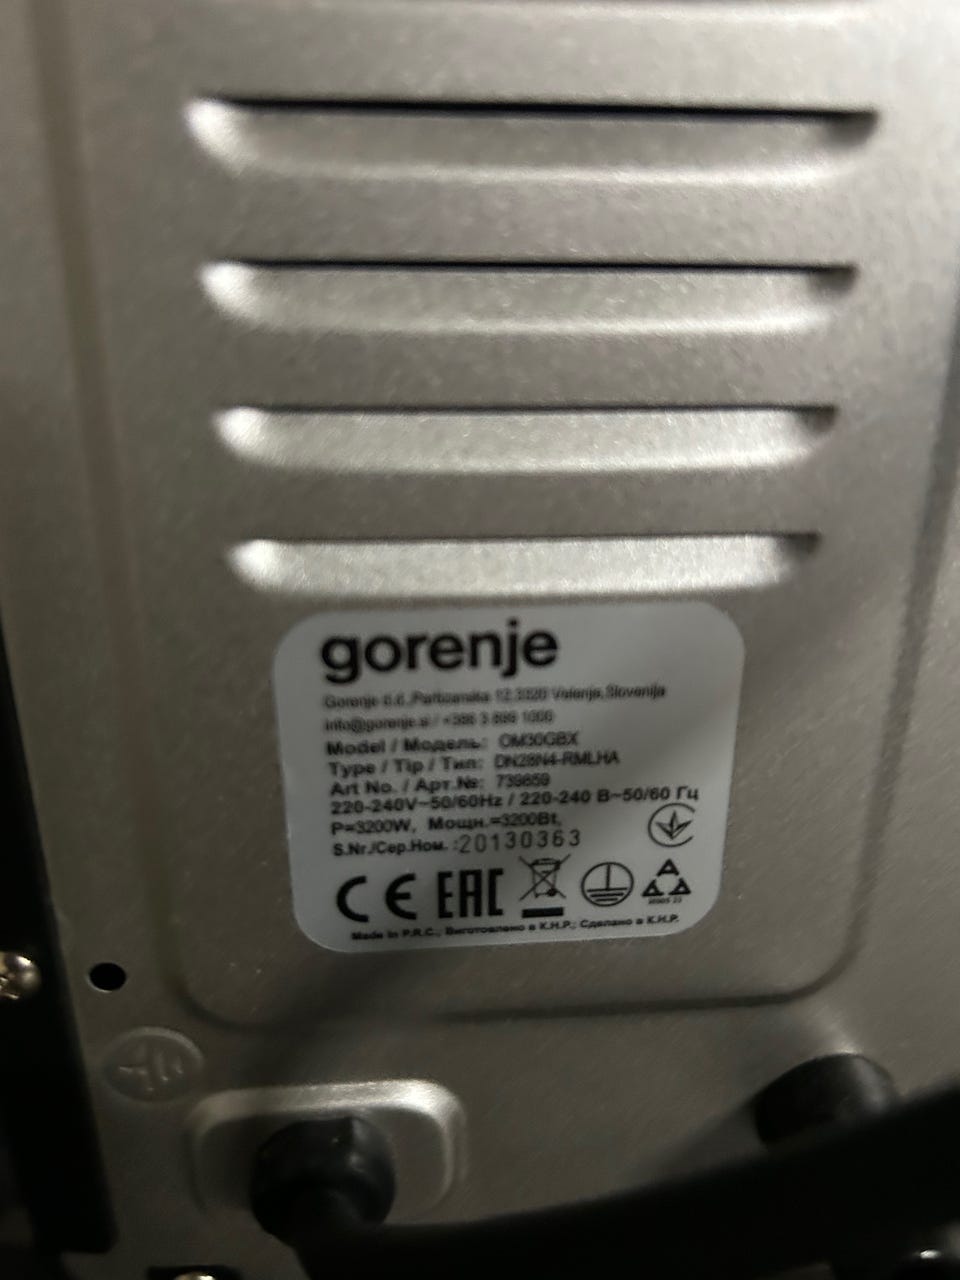 gorenje
Gorenje d.d.,Partizanska 12,3320 Velenje,Slovenija
info@gorenje.si / +386 3 899 1000
Model / Модель: OM30GBX
Type / Tip / Тип: DN28N4-RMLHA
Art No. / Арт.№: 739659
220-240V~50/60Hz / 220-240 В~50/60 Гц
P=3200W, Мощн.=3200Вt,
S.Nr./Сер.Ном. :20130363
CE EAC
Made in P.R.C.; Виготовлено в К.Н.Р.; Сделано в К.Н.Р.